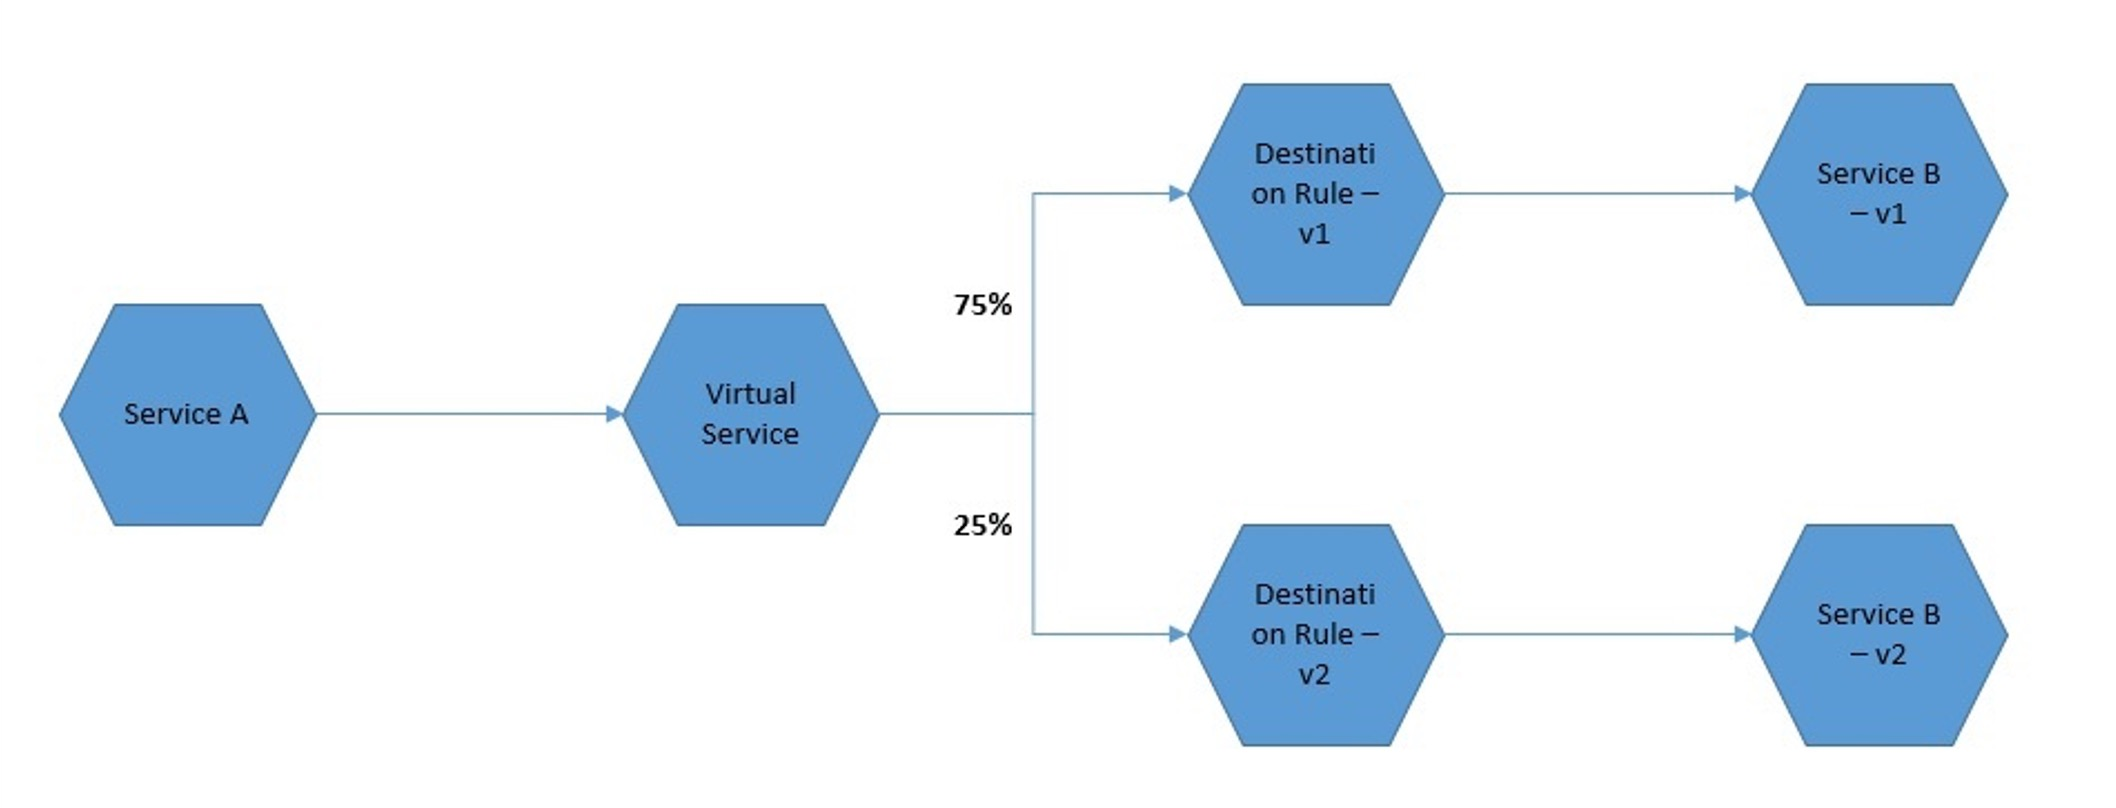 Service A
Virtual
Service
75%
25%
Destinati
on Rule –
v1
Service B
– v1
Destinati
on Rule –
v2
Service B
– v2